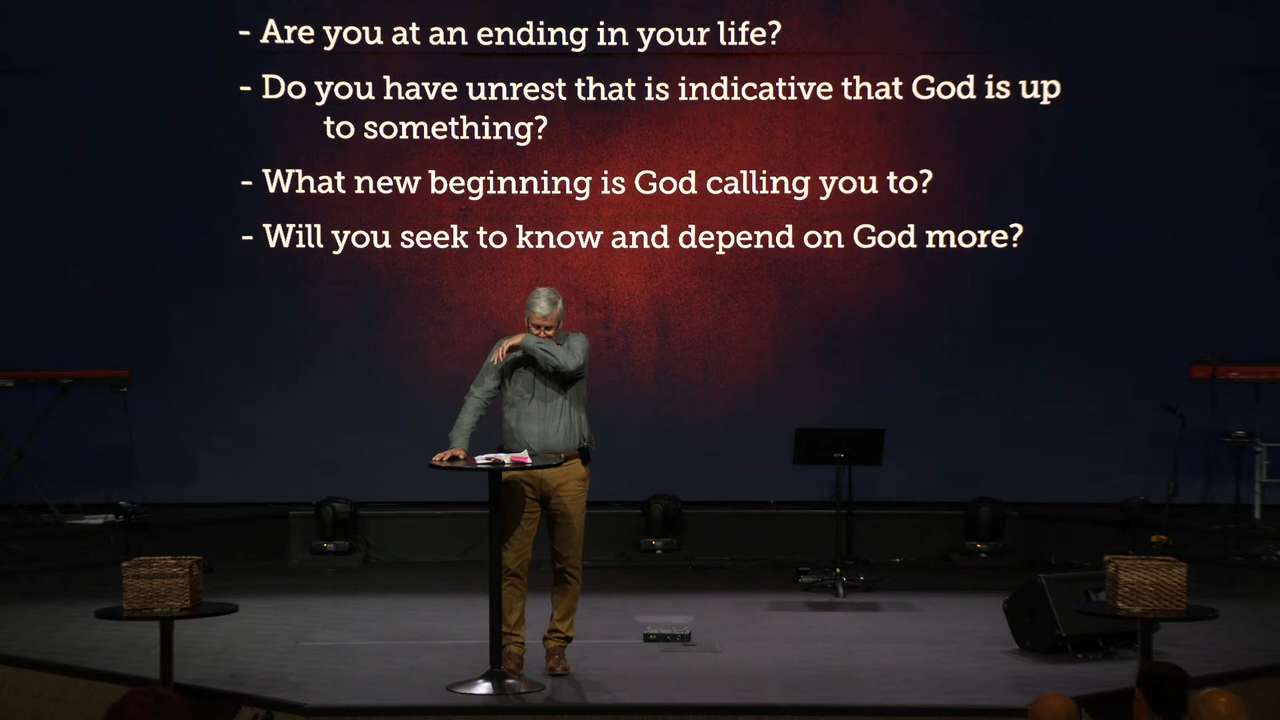 - Are you at an ending in your life?
- Do you have unrest that is indicative that God is up
to something?
- What new beginning is God calling you to?
- Will you seek to know and depend on God more?